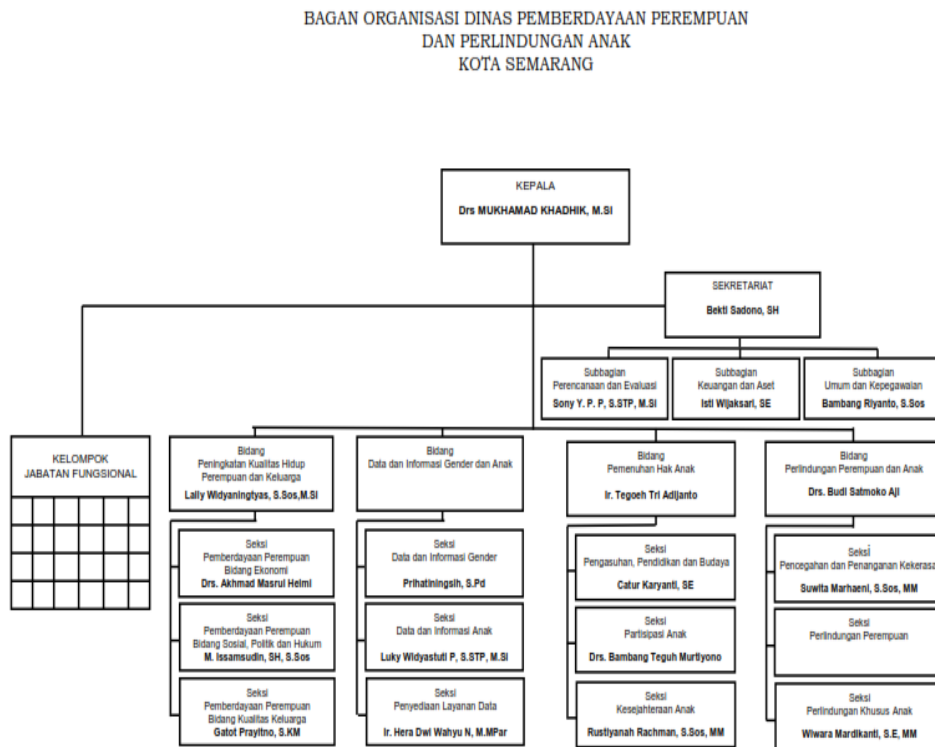 BAGAN ORGANISASI DINAS PEMBERDAYAAN PEREMPUAN
DAN PERLINDUNGAN ANAK
KOTA SEMARANG
KEPALA
Drs MUKHAMAD KHADHIK, M.SI
SEKRETARIAT
Bekti Sadono, SH
Subbagian
Perencanaan dan Evaluasi
Sony Y. P. P, S.STP, M.SI
Subbagian
Keuangan dan Aset
Isti Wijaksari, SE
Subbagian
Umum dan Kepegawaian
Bambang Riyanto, S.Sos
KELOMPOK
JABATAN FUNGSIONAL
Bidang
Peningkatan Kualitas Hidup
Perempuan dan Keluarga
Laily Widyaningtyas, S.Sos,M.SI
Seksi
Pemberdayaan Perempuan
Bidang Ekonomi
Drs. Akhmad Masrui Helmi
Seksi
Pemberdayaan Perempuan
Bidang Sosial, Politik dan Hukum
M. Issamsudin, SH, S.Sos
Seksi
Pemberdayaan Perempuan
Bidang Kualitas Keluarga
Gatot Prayitno, S.KM
Bidang
Data dan Informasi Gender dan Anak
Seksi
Data dan Informasi Gender
Prihatiningsih, S.Pd
Seksi
Data dan Informasi Anak
Luky Widyastuti P, S.STP, M.SI
Seksi
Penyediaan Layanan Data
Ir. Hera Dwi Wahyu N, M.MPar
Bidang
Pemenuhan Hak Anak
Ir. Tegoeh Tri Adijanto
Seksi
Pengasuhan, Pendidikan dan Budaya
Catur Karyanti, SE
Seksi
Partisipasi Anak
Drs. Bambang Teguh Murtiyono
Seksi
Kesejahteraan Anak
Rustiyanah Rachman, S.Sos, MM
Bidang
Perlindungan Perempuan dan Anak
Drs. Budi Satmoko Aji
Seksi
Pencegahan dan Penanganan Kekerasa
Suwita Marhaeni, S.Sos, MM
Seksi
Perlindungan Perempuan
Seksi
Perlindungan Khusus Anak
Wiwara Mardikanti, S.E, MM